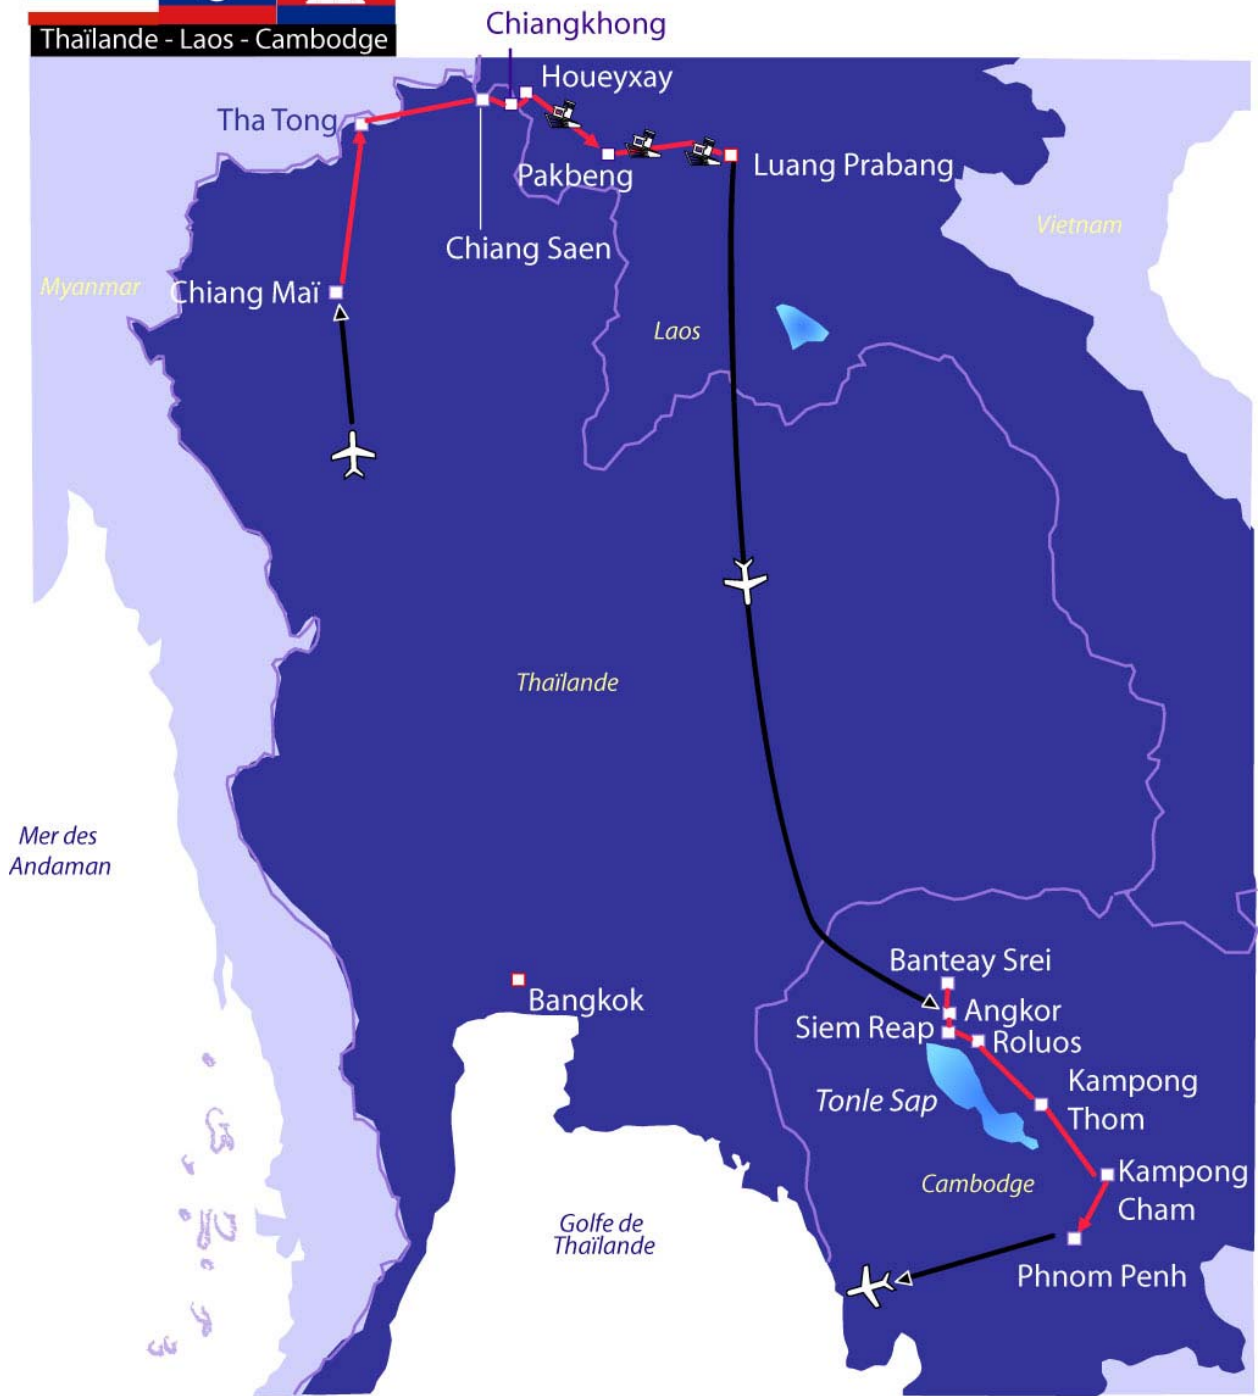 Thaïlande - Laos - Cambodge
Chiangkhong
Houeyxay
Tha Tong
Pakbeng
Luang Prabang
Chiang Saen
Vietnam
Myanmar
Chiang Maï
Laos
Thaïlande
Mer des
Andaman
Banteay Srei
Bangkok
Angkor
Siem Reap
Roluos
Tonle Sap
Kampong
Thom
Cambodge
Kampong
Cham
Golfe de
Thaïlande
Phnom Penh